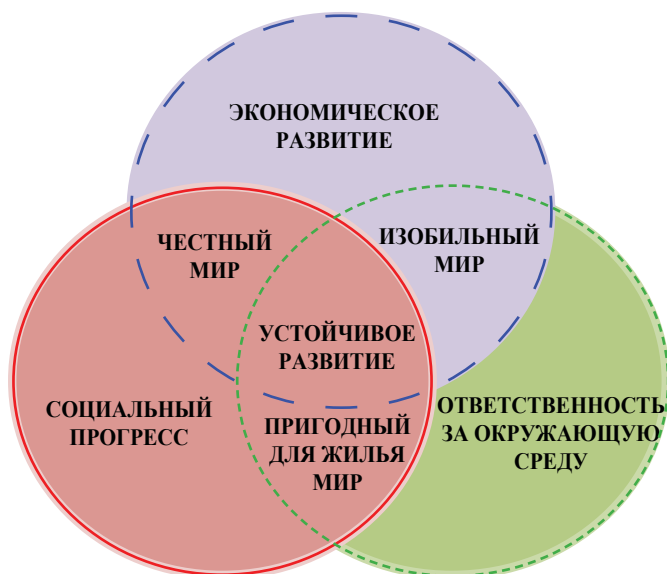 ЭКОНОМИЧЕСКОЕ
РАЗВИТИЕ
ЧЕСТНЫЙ
МИР
ИЗОБИЛЬНЫЙ
МИР
УСТОЙЧИВОЕ
РАЗВИТИЕ
СОЦИАЛЬНЫЙ
ПРОГРЕСС
ПРИГОДНЫЙ
ДЛЯ ЖИЛЬЯ
МИР
ОТВЕТСТВЕННОСТЬ
ЗА ОКРУЖАЮЩУЮ
СРЕДУ